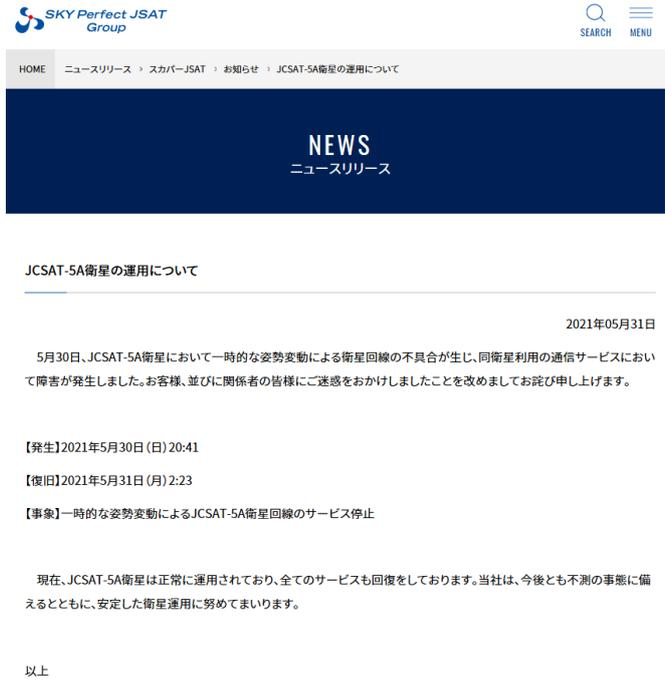 SKY Perfect JSAT
Group
SEARCH
MENU
HOME
ニュースリリース › スカパーJSAT › お知らせ › JCSAT-5A衛星の運用について
NEWS
ニュースリリース
JCSAT-5A衛星の運用について
2021年05月31日
5月30日、JCSAT-5A衛星において一時的な姿勢変動による衛星回線の不具合が生じ、同衛星利用の通信サービスにおい
て障害が発生しました。お客様、並びに関係者の皆様にご迷惑をおかけしましたことを改めましてお詫び申し上げます。
【発生】2021年5月30日（日）20:41
【復旧】2021年5月31日（月）2:23
【事象】一時的な姿勢変動によるJCSAT-5A衛星回線のサービス停止
現在、JCSAT-5A衛星は正常に運用されており、全てのサービスも回復をしております。当社は、今後とも不測の事態に備
えるとともに、安定した衛星運用に努めてまいります。
以上